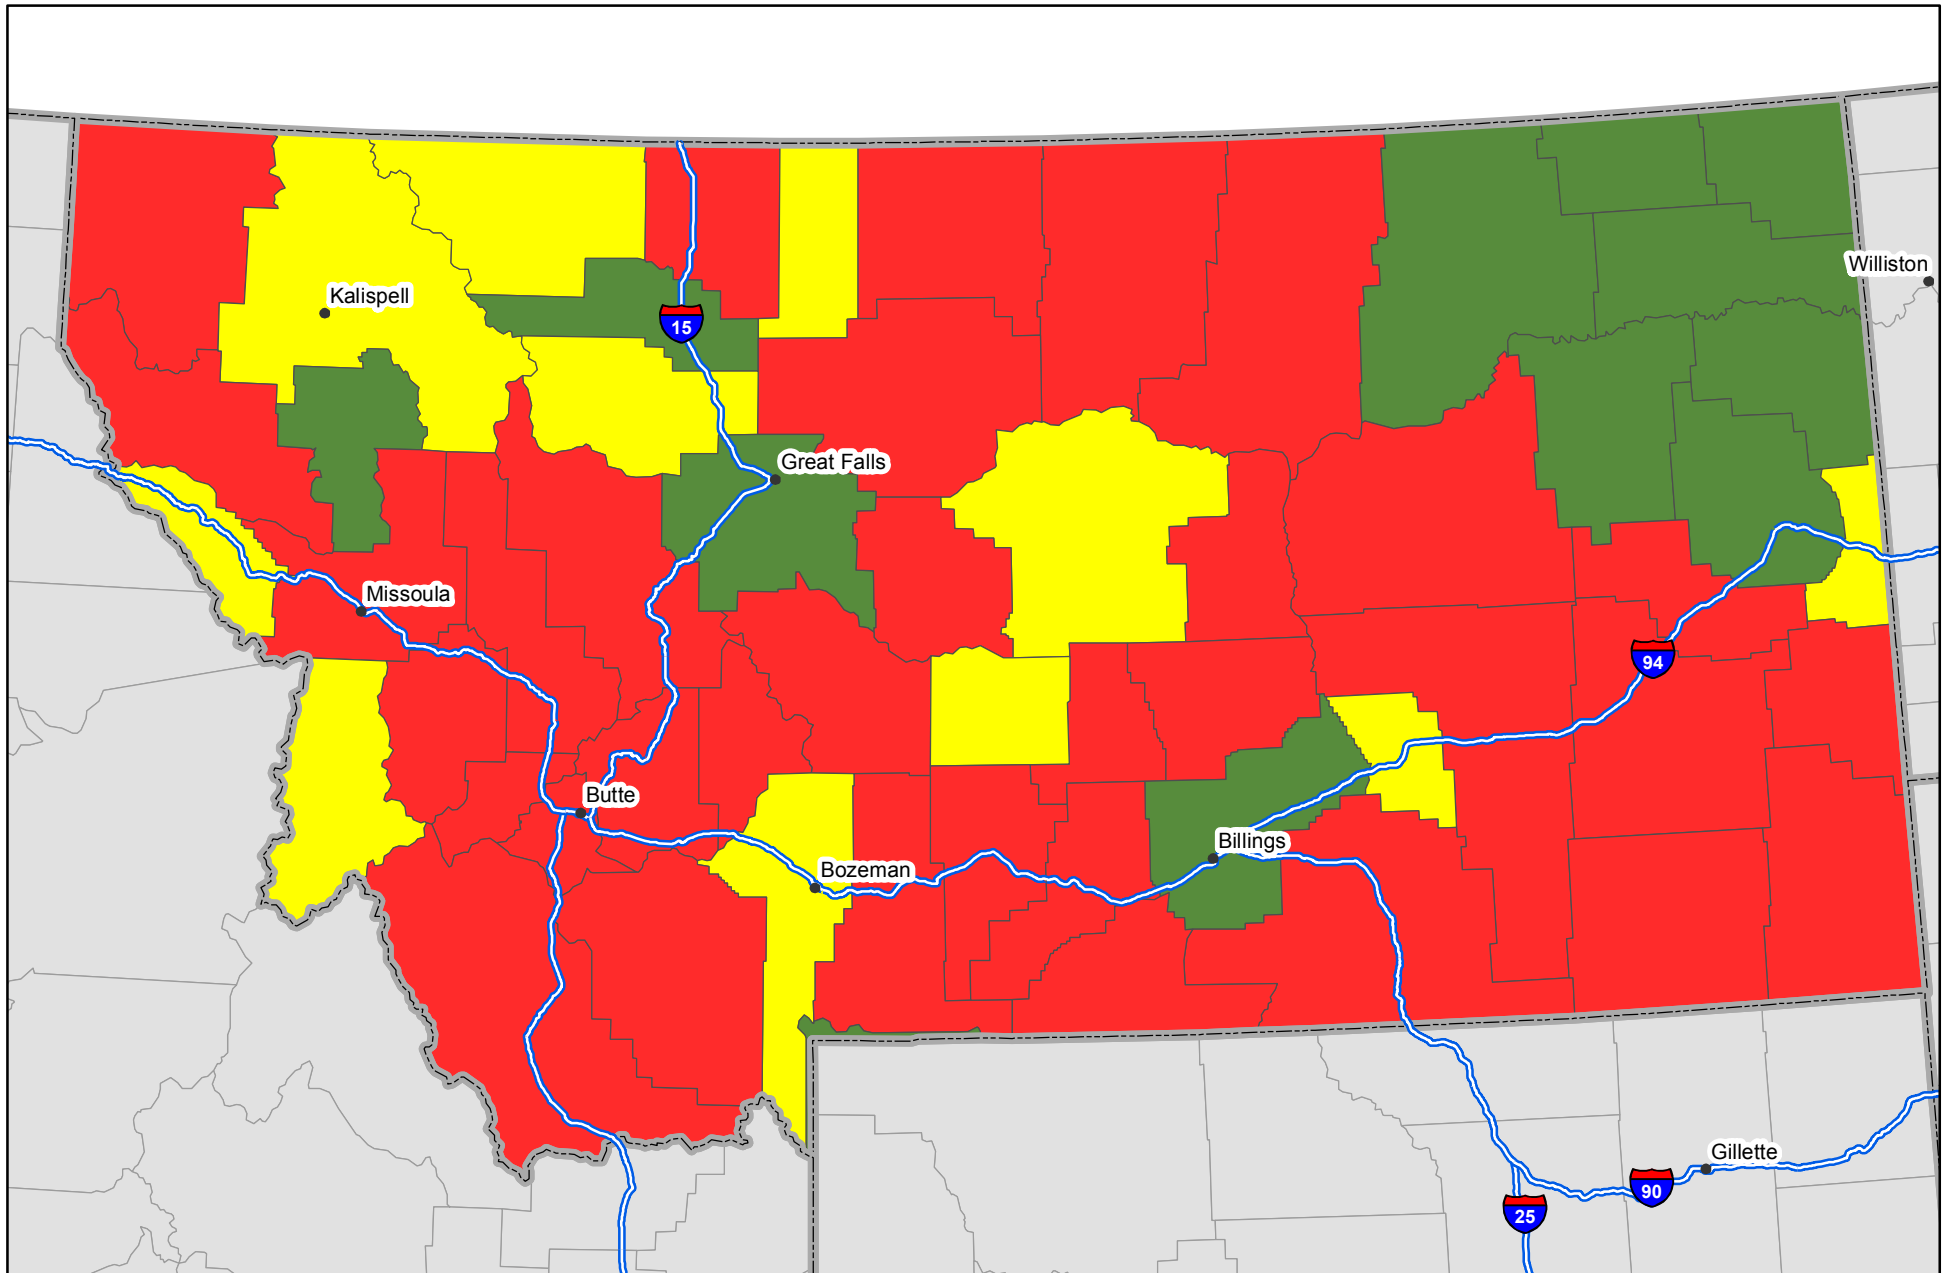 Williston
Kalispell
15
Great Falls
Missoula
94
Butte
Billings
Bozeman
Gillette
90
25